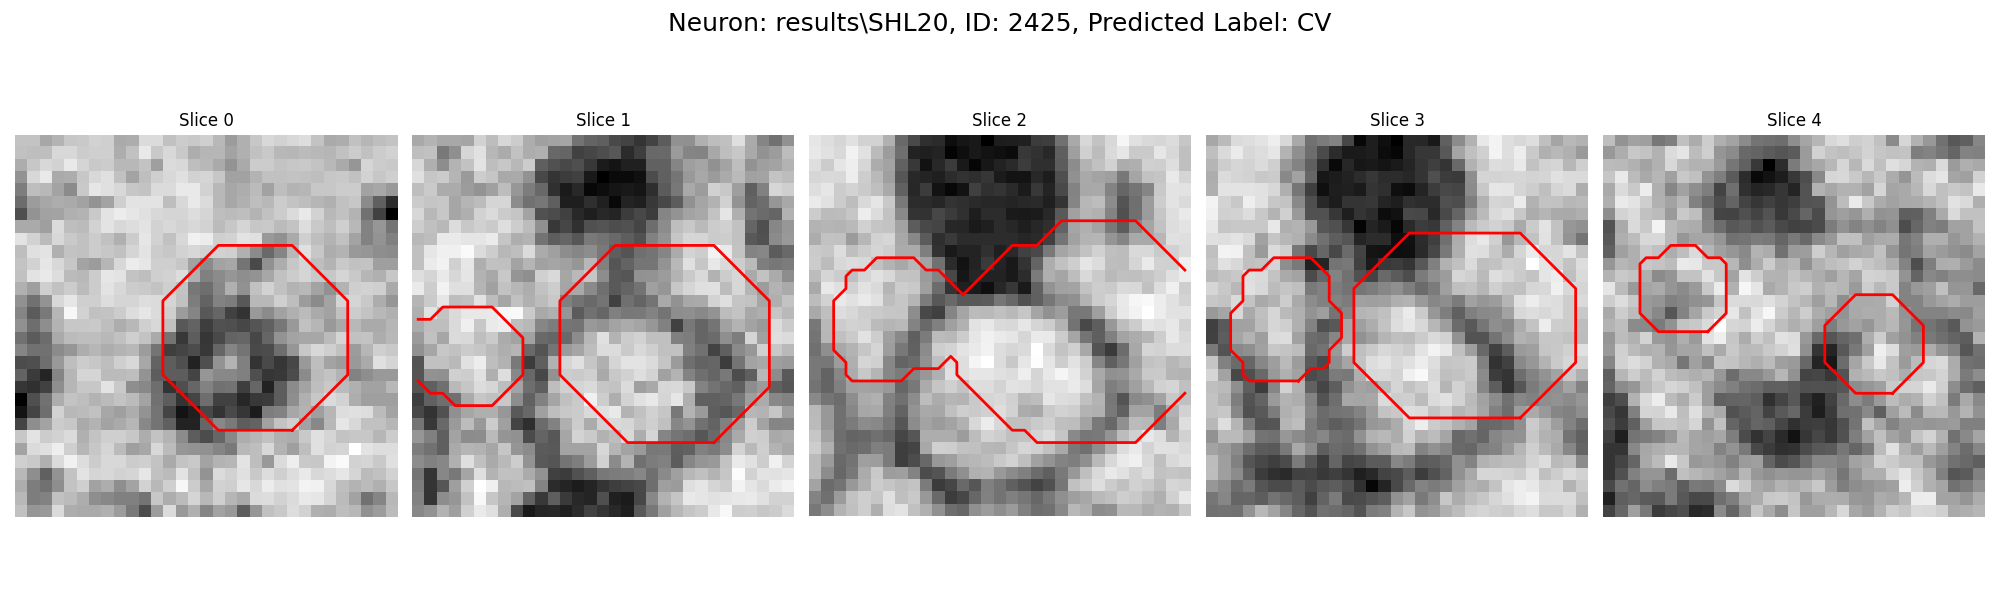 Neuron: results\SHL20, ID: 2425, Predicted Label: CV
Slice 0
Slice 1
Slice 2
Slice 3
Slice 4